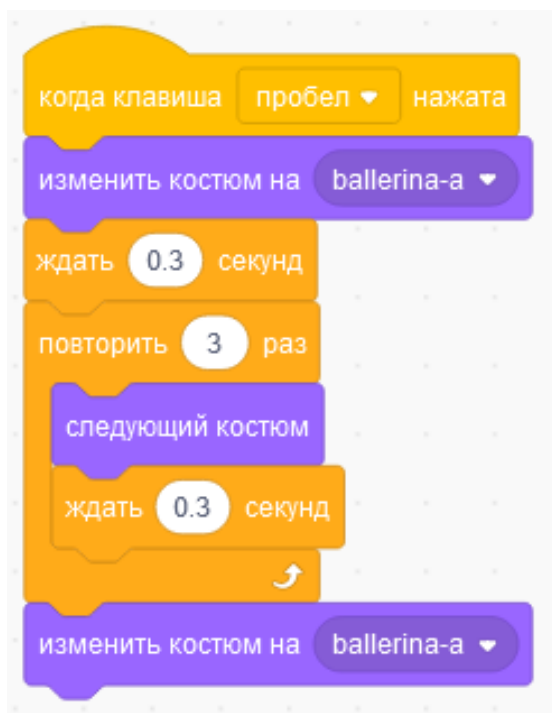 когда клавиша пробел нажата
изменить костюм на ballerina-a
ждать 0.3 секунд
повторить 3 раз
следующий костюм
ждать 0.3 секунд
изменить костюм на ballerina-a